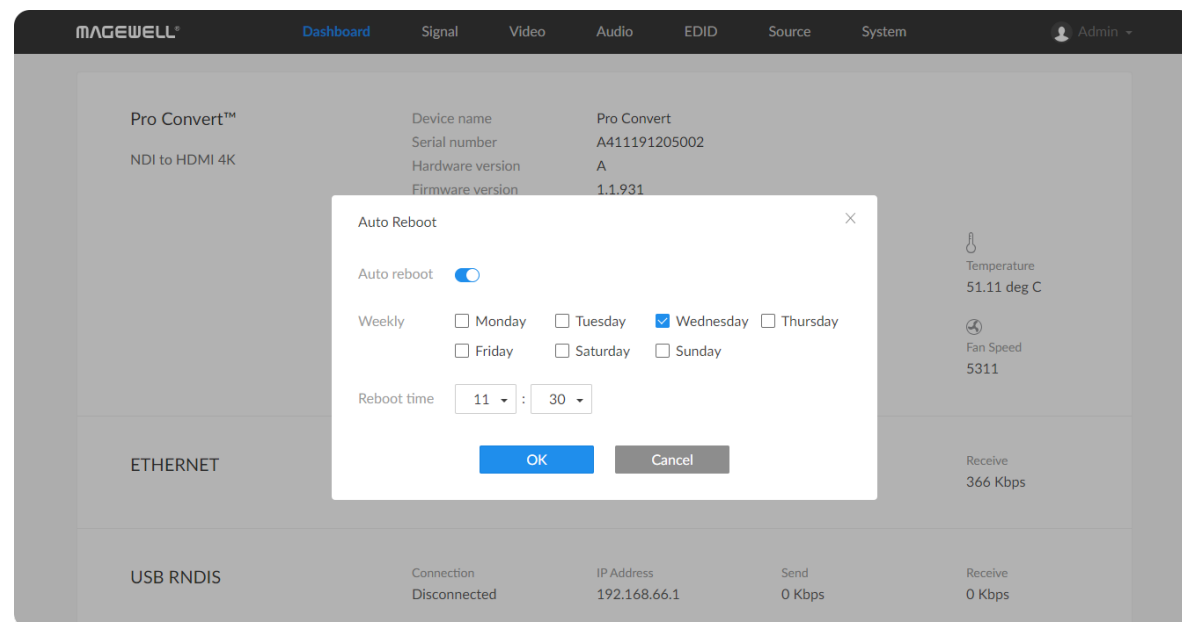 MAGEWELL® Dashboard Signal Video Audio EDID Source System Admin
Pro Convert™ Device name Pro Convert
Serial number A411191205002
NDI to HDMI 4K Hardware version A
Firmware version 1.1.931
Auto Reboot
Auto reboot
Temperature
51.11 deg C
Weekly Monday Tuesday Wednesday Thursday
Friday Saturday Sunday
Fan Speed
5311
Reboot time 11 : 30
OK Cancel
ETHERNET Receive
366 Kbps
USB RNDIS Connection IP Address Send Receive
Disconnected 192.168.66.1 0 Kbps 0 Kbps